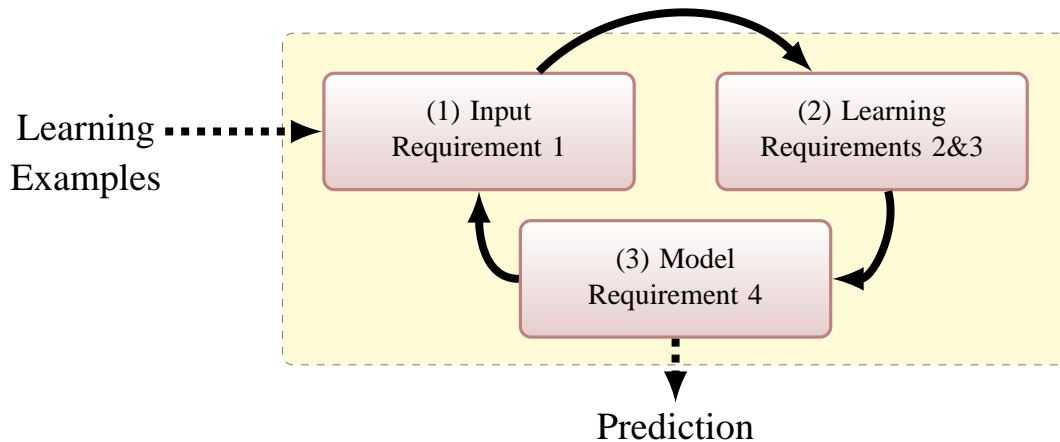 Learning
Examples
(1) Input
Requirement 1
(2) Learning
Requirements 2&3
(3) Model
Requirement 4
Prediction